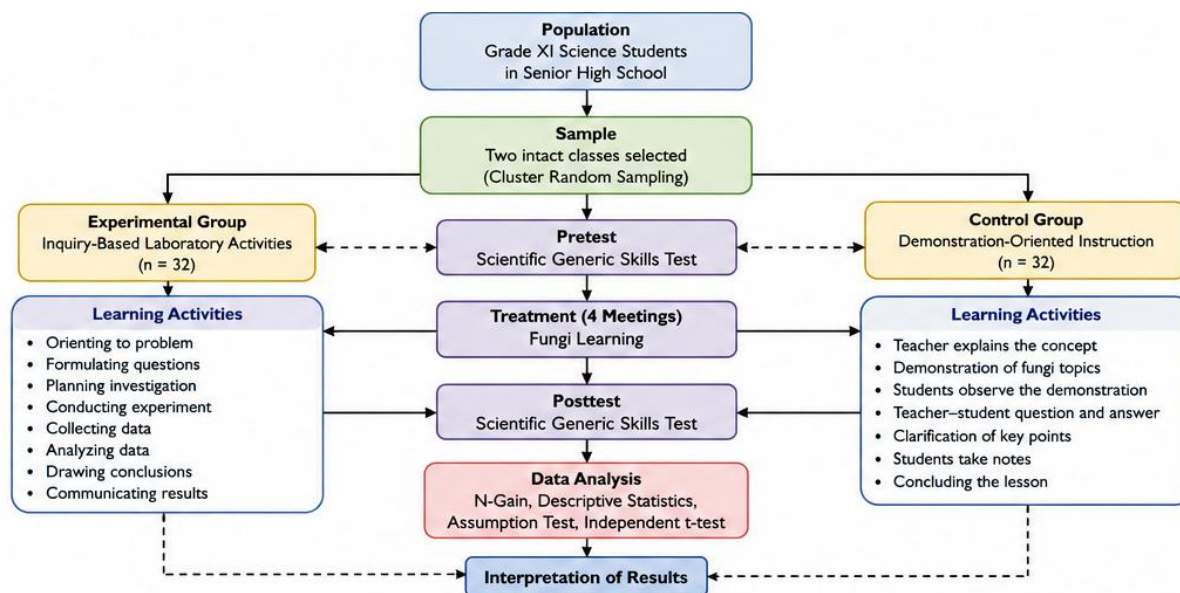 Population
Grade XI Science Students
in Senior High School
Sample
Two intact classes selected
(Cluster Random Sampling)
Experimental Group
Inquiry-Based Laboratory Activities
(n = 32)
Pretest
Scientific Generic Skills Test
Control Group
Demonstration-Oriented Instruction
(n = 32)
Learning Activities
• Orienting to problem
• Formulating questions
• Planning investigation
• Conducting experiment
• Collecting data
• Analyzing data
• Drawing conclusions
• Communicating results
Treatment (4 Meetings)
Fungi Learning
Posttest
Scientific Generic Skills Test
Learning Activities
• Teacher explains the concept
• Demonstration of fungi topics
• Students observe the demonstration
• Teacher–student question and answer
• Clarification of key points
• Students take notes
• Concluding the lesson
Data Analysis
N-Gain, Descriptive Statistics,
Assumption Test, Independent t-test
Interpretation of Results